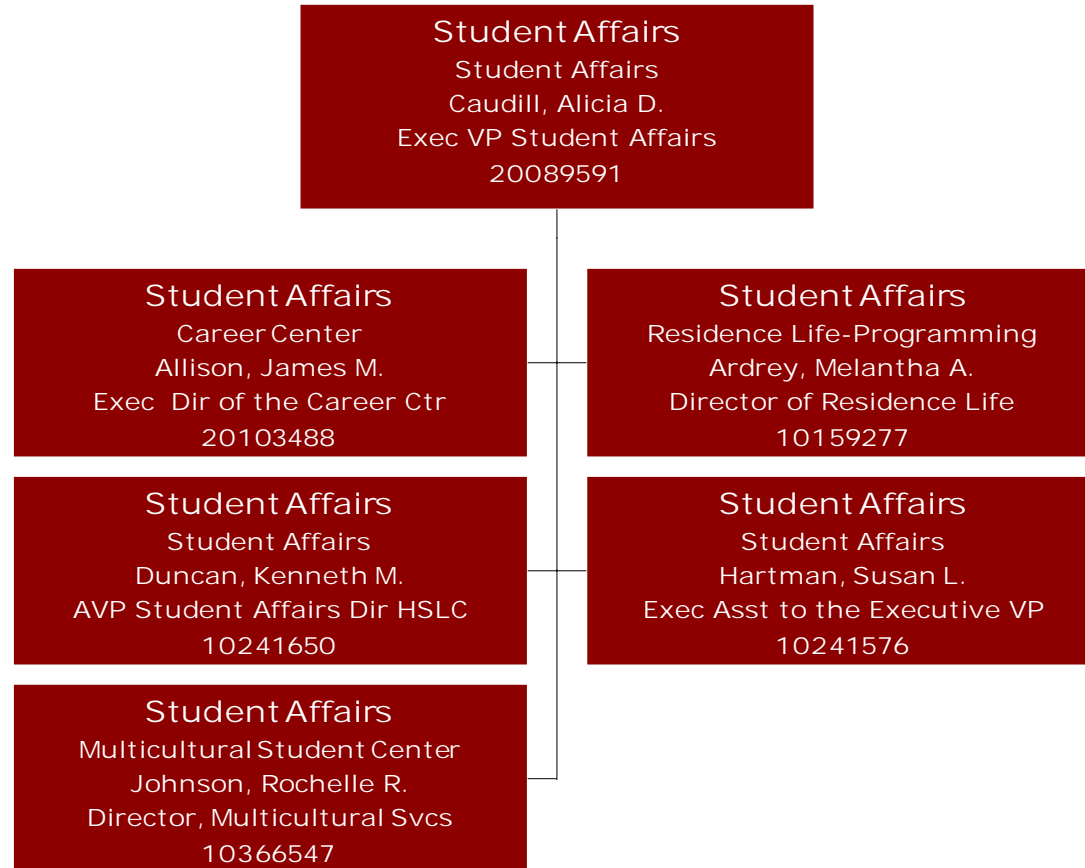 Student Affairs
Student Affairs
Caudill, Alicia D.
Exec VP Student Affairs
20089591
Student Affairs
Career Center
Allison, James M.
Exec Dir of the Career Ctr
20103488
Student Affairs
Residence Life-Programming
Ardrey, Melantha A.
Director of Residence Life
10159277
Student Affairs
Student Affairs
Duncan, Kenneth M.
AVP Student Affairs Dir HSLC
10241650
Student Affairs
Student Affairs
Hartman, Susan L.
Exec Asst to the Executive VP
10241576
Student Affairs
Multicultural Student Center
Johnson, Rochelle R.
Director, Multicultural Svcs
10366547